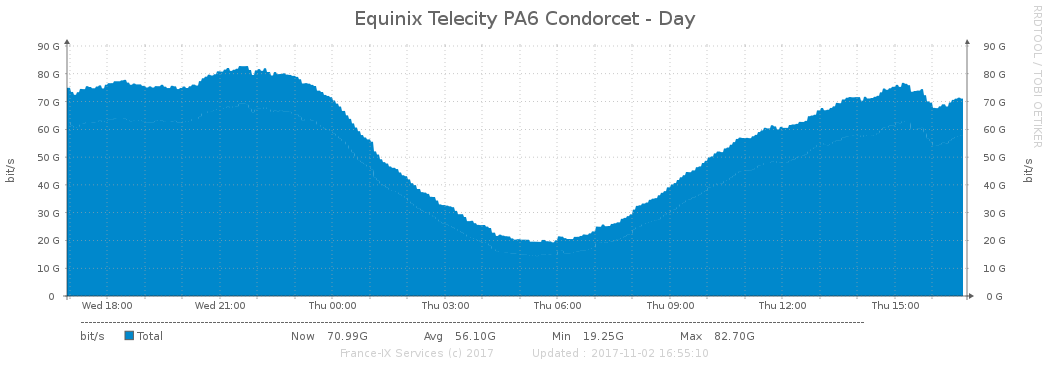 Equinix Telecity PA6 Condorcet - Day
RRDTOOL / TOBI OETIKER
bit/s
90 G 90 G
80 G 80 G
70 G 70 G
60 G 60 G
50 G 50 G
40 G 40 G
30 G 30 G
20 G 20 G
10 G 10 G
0 0 G
bit/s
Wed 18:00 Wed 21:00 Thu 00:00 Thu 03:00 Thu 06:00 Thu 09:00 Thu 12:00 Thu 15:00
bit/s Total Now 70.99G Avg 56.10G Min 19.25G Max 82.70G
France-IX Services (c) 2017 Updated : 2017-11-02 16:55:10